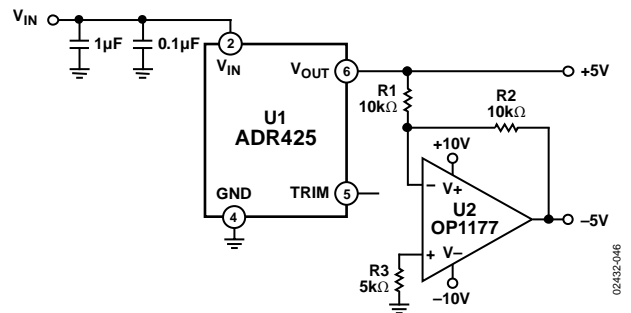 VIN
1µF
0.1µF
2
VIN
VOUT
6
+5V
U1
ADR425
R1
10kΩ
R2
10kΩ
GND
TRIM
5
4
+10V
−
V+
U2
OP1177
−5V
+
V−
R3
5kΩ
−10V
02432-046